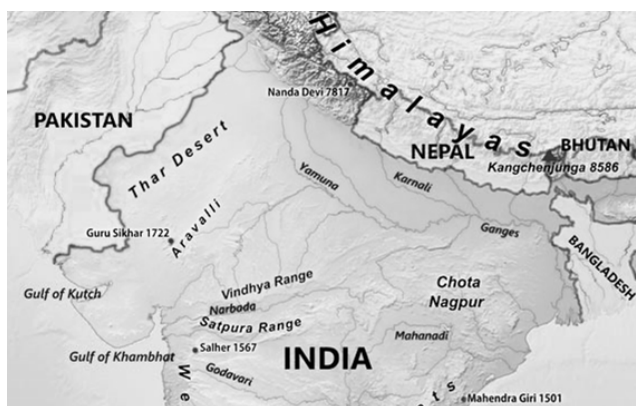 Himalayas
Nanda Devi 7817
PAKISTAN
Thar Desert
NEPAL
BHUTAN
Kangchenjunga 8586
Yamuna
Karnali
Guru Sikhar 1722
Aravalli
Ganges
BANGLADESH
Vindhya Range
Chota
Nagpur
Gulf of Kutch
Narbada
Satpura Range
Mahanadi
Gulf of Khambhat
Salher 1567
INDIA
Godavari
We
ts
Mahendra Giri 1501